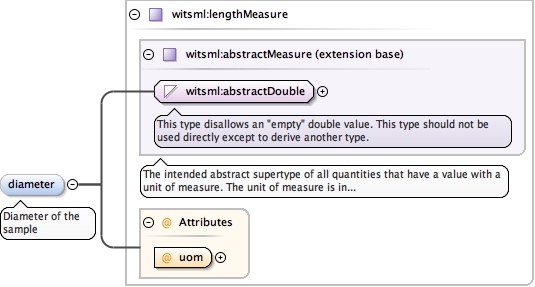 witsml:lengthMeasure
witsml:abstractMeasure (extension base)
witsml:abstractDouble
This type disallows an "empty" double value. This type should not be
used directly except to derive another type.
The intended abstract supertype of all quantities that have a value with a
unit of measure. The unit of measure is in...
diameter
Diameter of the
sample
@ Attributes
@ uom